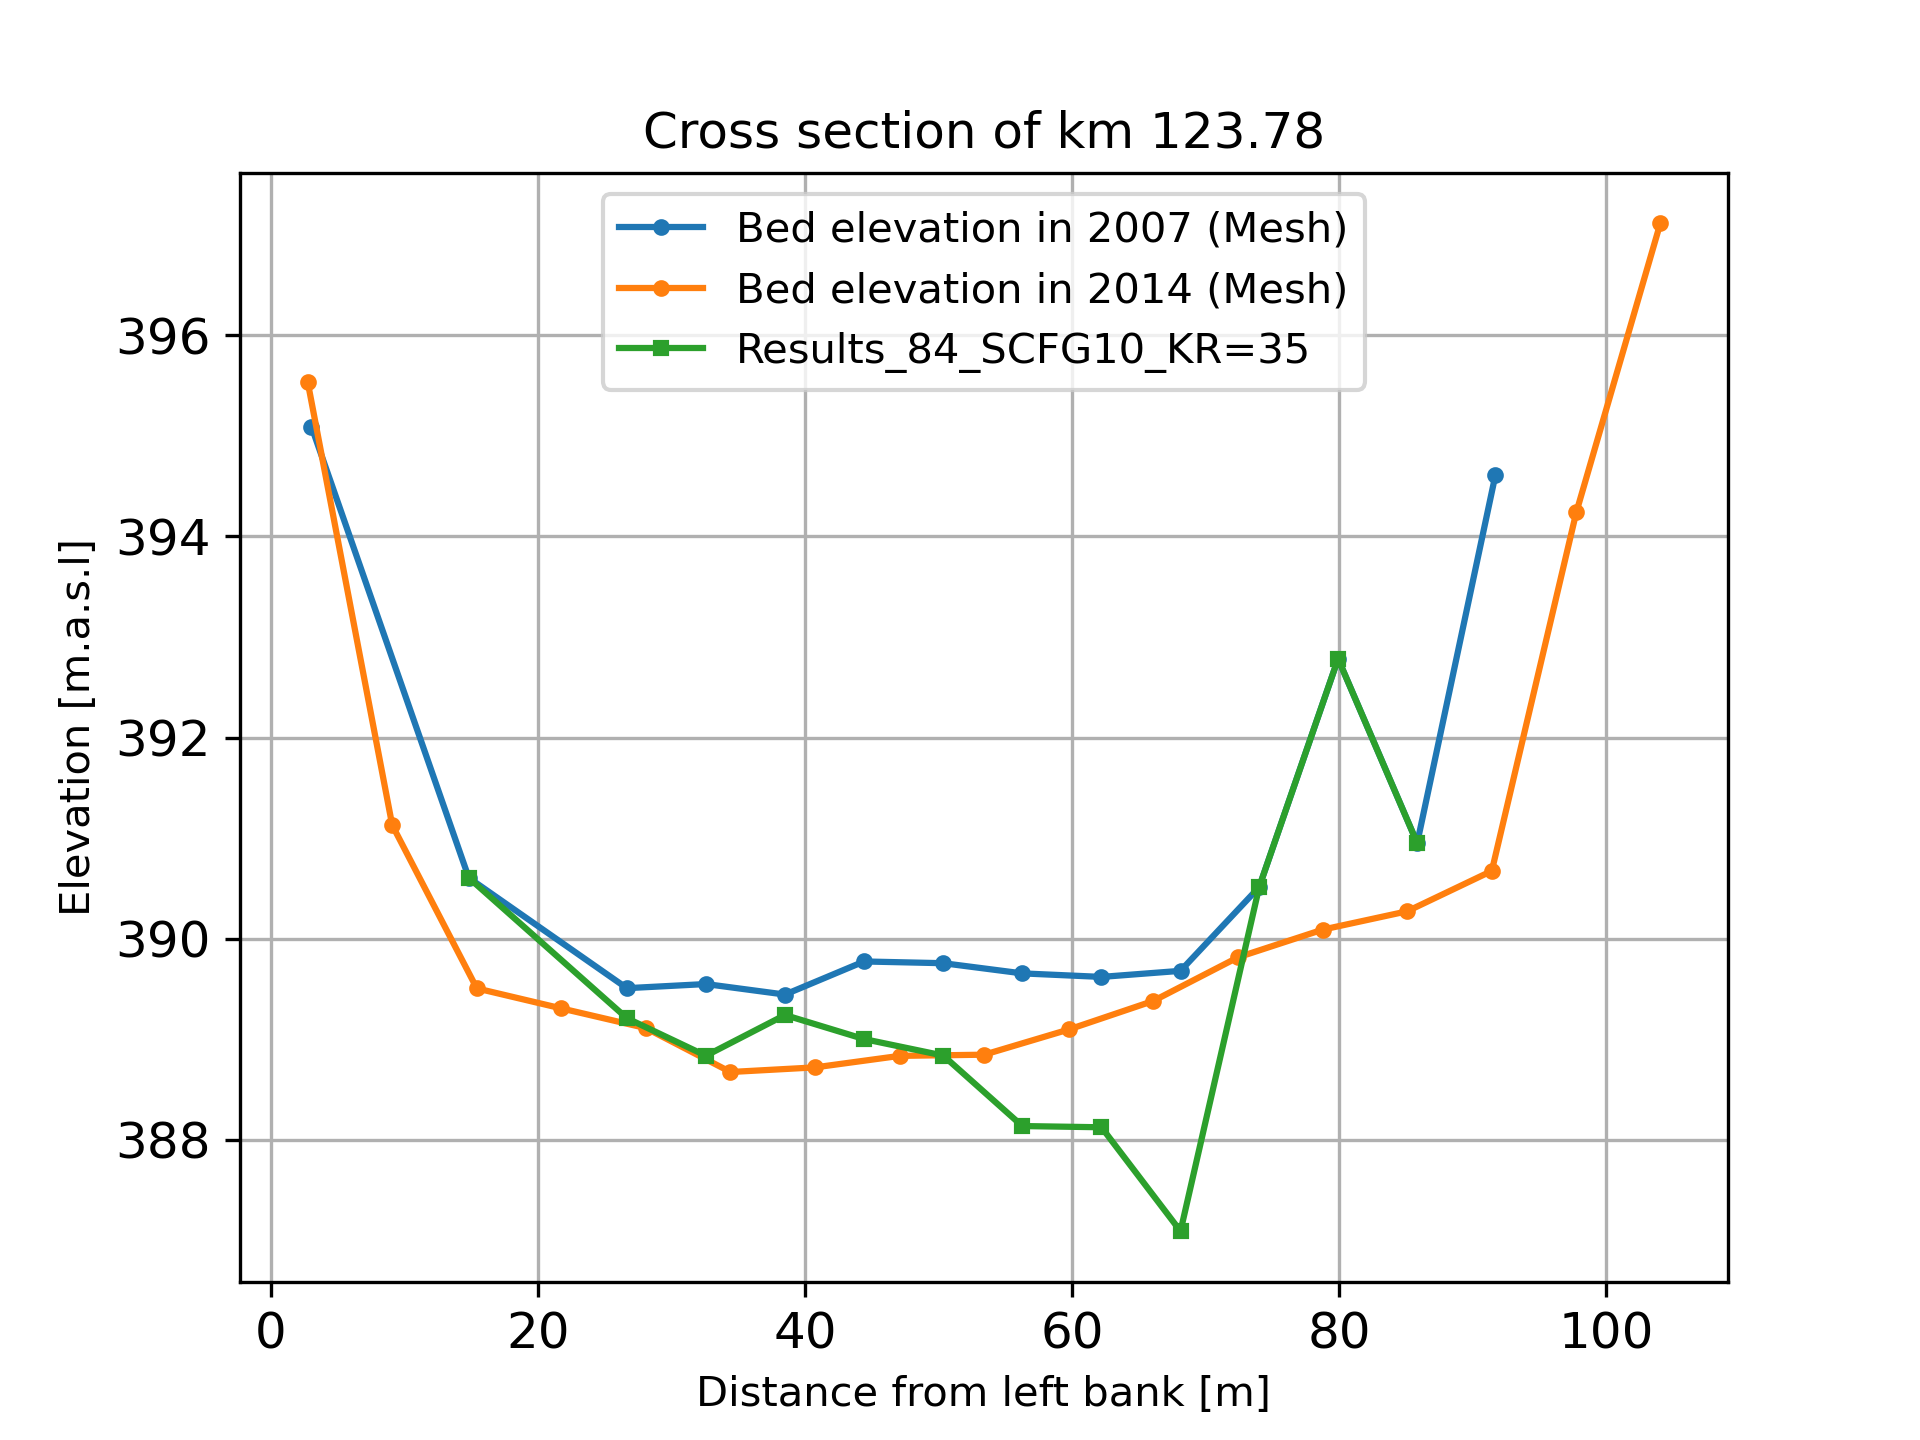 Cross section of km 123.78
Bed elevation in 2007 (Mesh)
Bed elevation in 2014 (Mesh)
Results_84_SCFG10_KR=35
Elevation [m.a.s.l]
396
394
392
390
388
0 20 40 60 80 100
Distance from left bank [m]